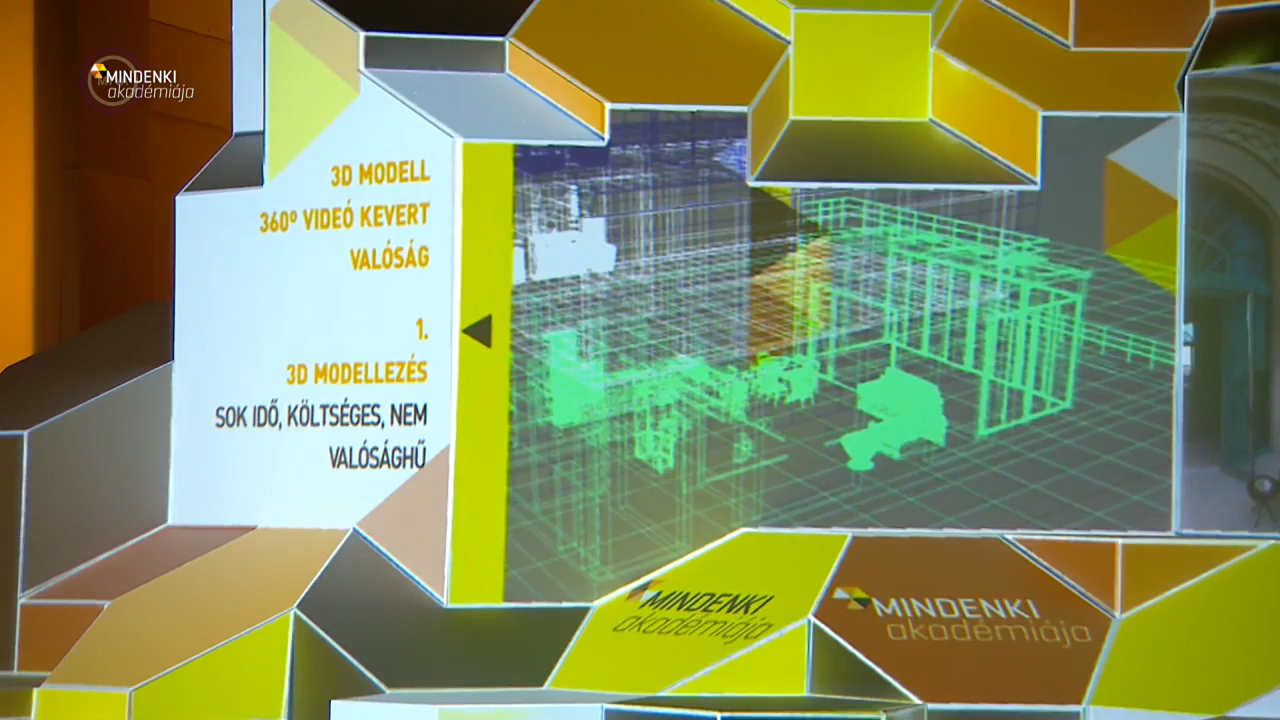 MINDENKI
akadémiája
3D MODELL
360º VIDEÓ KEVERT
VALÓSÁG
1.
3D MODELLEZÉS
SOK IDŐ, KÖLTSÉGES, NEM
VALÓSÁGHŰ
MINDENKI
akadémiája
MINDENKI
akadémiája